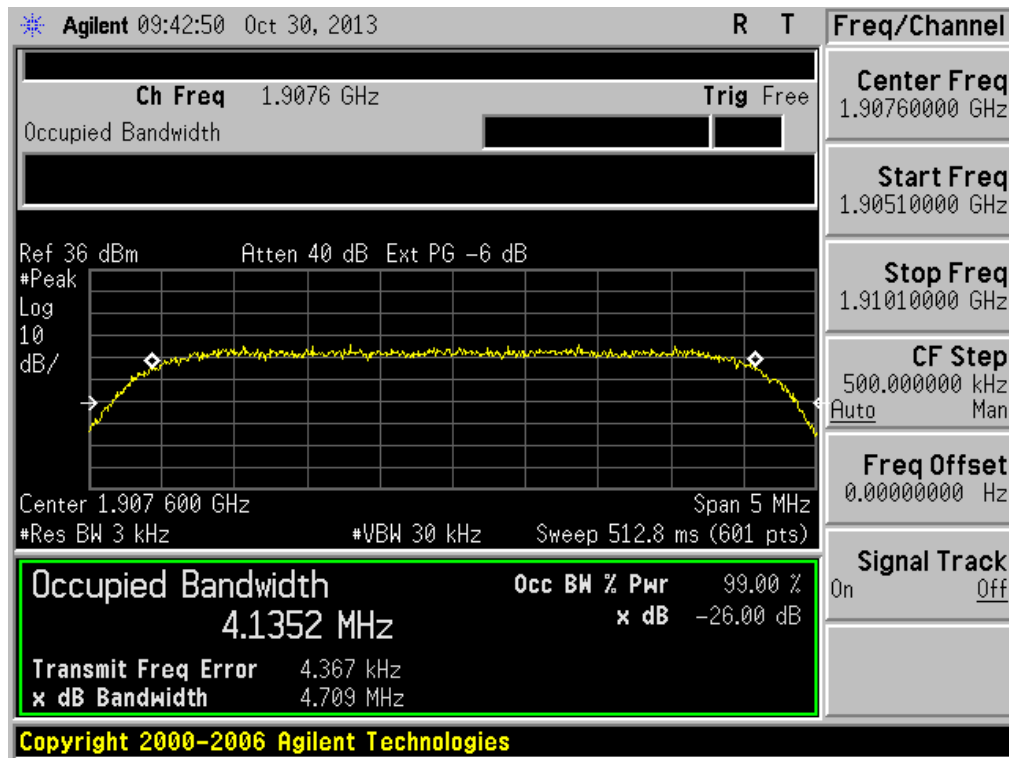 Agilent 09:42:50 Oct 30, 2013 R T
Ch Freq 1.9076 GHz Trig Free
Occupied Bandwidth
Ref 36 dBm Atten 40 dB Ext PG -6 dB
#Peak
Log
10
dB/
Center 1.907 600 GHz Span 5 MHz
#Res BW 3 kHz #VBW 30 kHz Sweep 512.8 ms (601 pts)
Occupied Bandwidth
4.1352 MHz
Occ BW % Pwr 99.00 %
x dB -26.00 dB
Transmit Freq Error 4.367 kHz
x dB Bandwidth 4.709 MHz
Copyright 2000-2006 Agilent Technologies
Freq/Channel
Center Freq
1.90760000 GHz
Start Freq
1.90510000 GHz
Stop Freq
1.91010000 GHz
CF Step
500.000000 kHz
Auto Man
Freq Offset
0.00000000 Hz
Signal Track
On Off